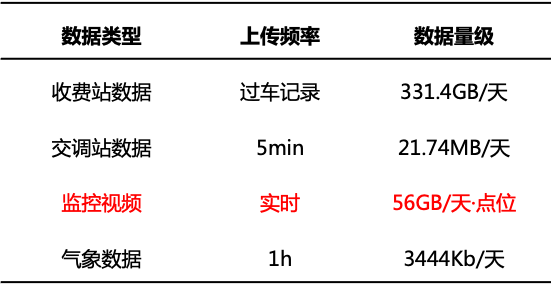 数据类型 上传频率 数据量级
收费站数据 过车记录 331.4GB/天
交调站数据 5min 21.74MB/天
监控视频 实时 56GB/天·点位
气象数据 1h 3444Kb/天